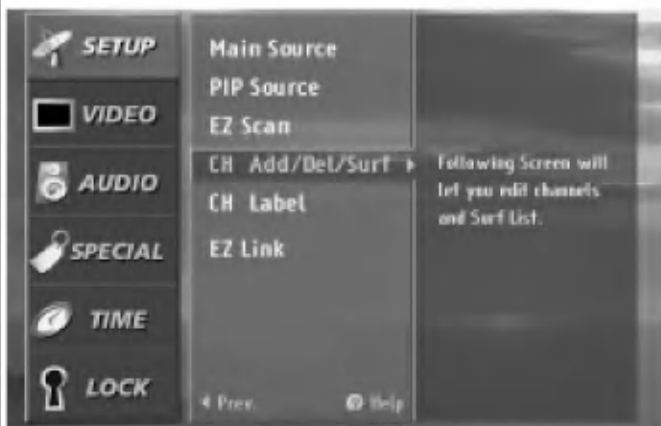 SETUP
VIDEO
AUDIO
SPECIAL
TIME
LOCK
Main Source
PIP Source
EZ Scan
CH Add/Del/Surf
CH Label
EZ Link
Prev.
Help
Following Screen will
let you edit channels
and Surf List.